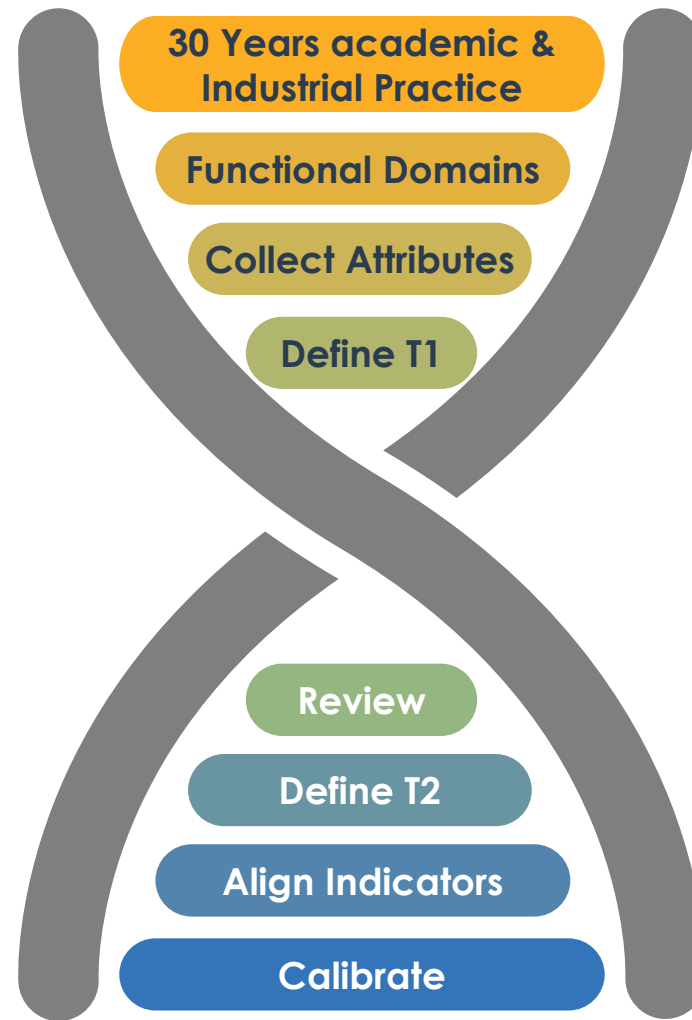 30 Years academic &
Industrial Practice
Functional Domains
Collect Attributes
Define T1
Review
Define T2
Align Indicators
Calibrate